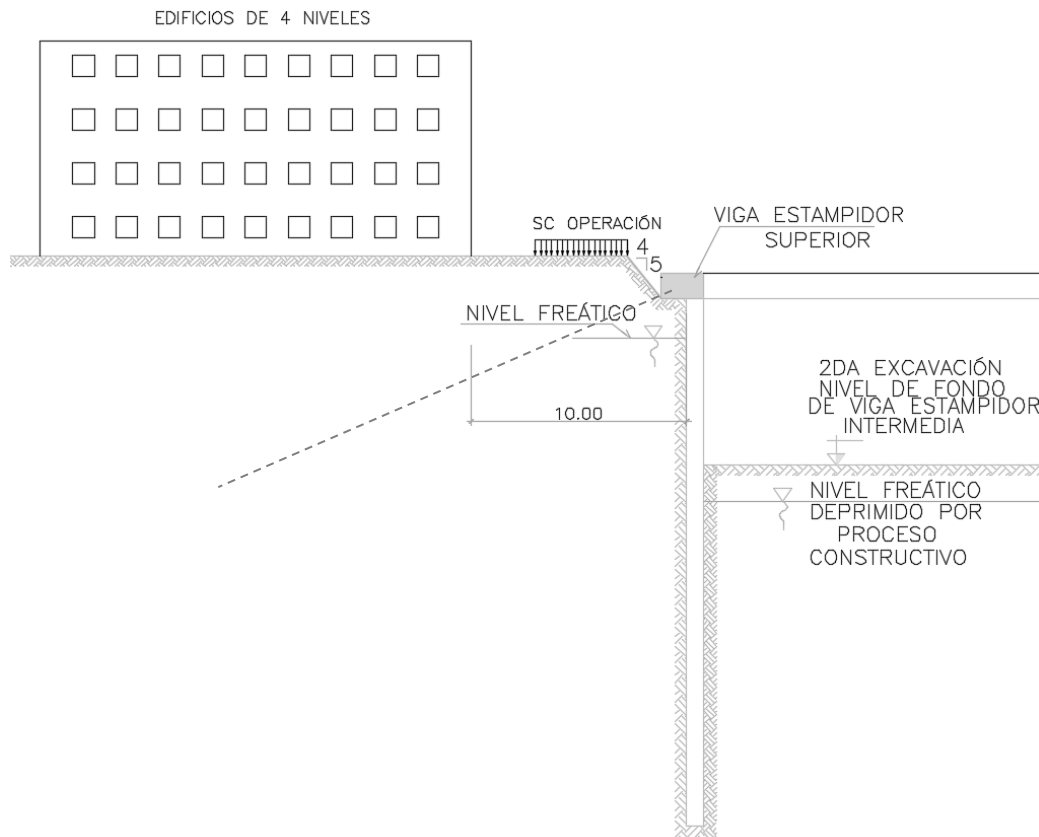 EDIFICIOS DE 4 NIVELES
SC OPERACIÓN
4
5
VIGA ESTAMPIDOR
SUPERIOR
NIVEL FREÁTICO
10.00
2DA EXCAVACIÓN
NIVEL DE FONDO
DE VIGA ESTAMPIDOR
INTERMEDIA
NIVEL FREÁTICO
DEPRIMIDO POR
PROCESO
CONSTRUCTIVO